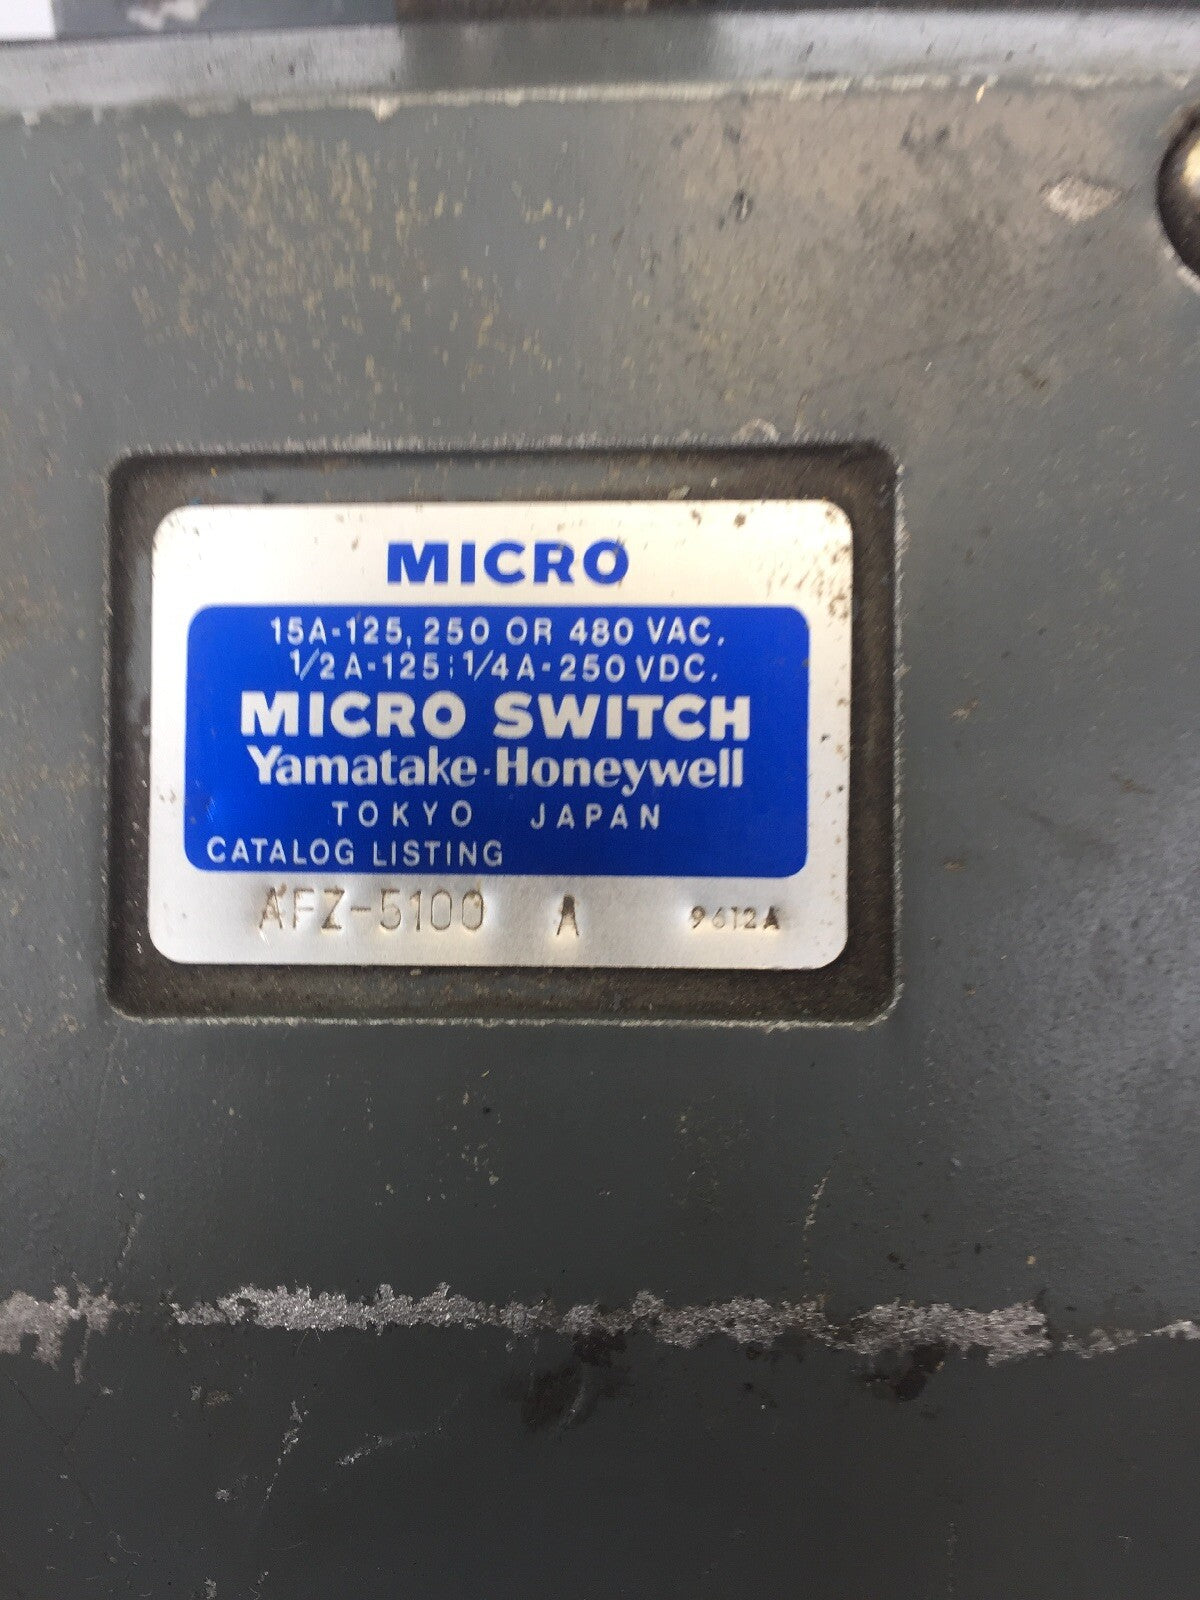 MICRO
15A-125, 250 OR 480 VAC.
1/2 A-125; 1/4 A-250 VDC.
MICRO SWITCH
Yamatake-Honeywell
TOKYO JAPAN
CATALOG LISTING
AFZ-5100 A 9612A